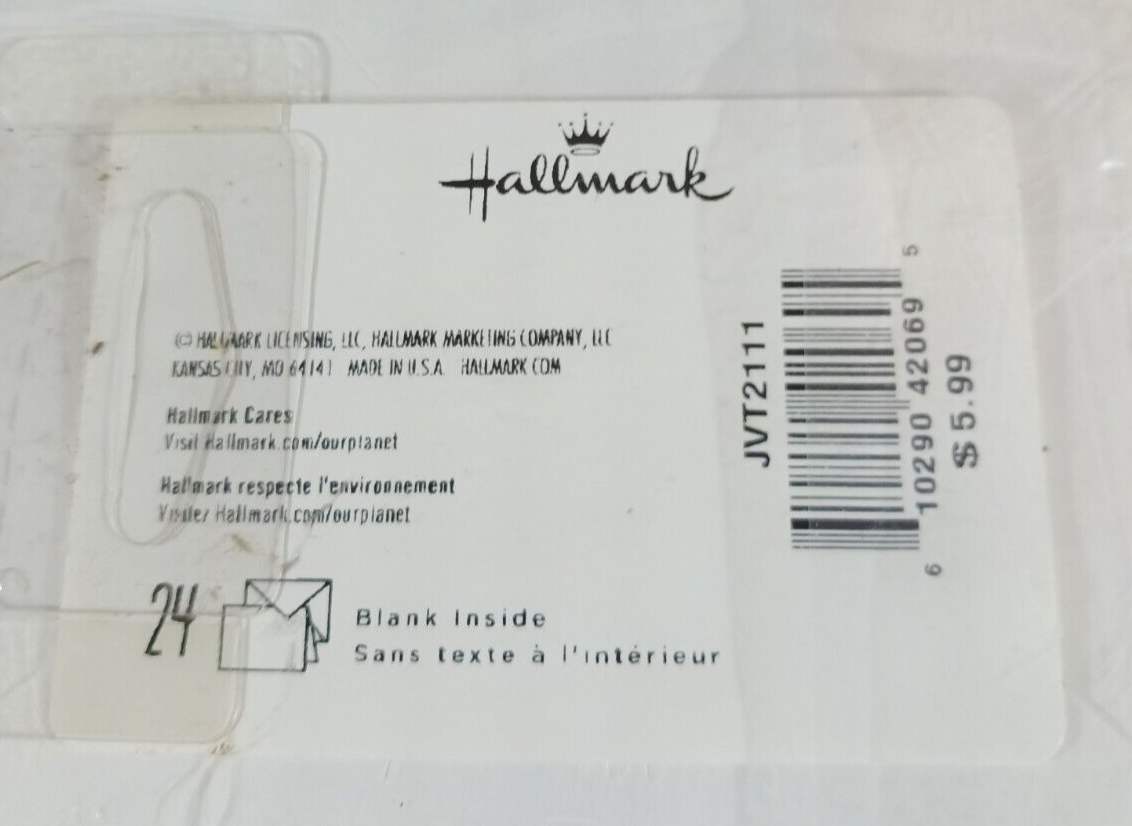 Hallmark
© HALLMARK LICENSING, LLC, HALLMARK MARKETING COMPANY, LLC
KANSAS CITY, MO 64141 MADE IN U.S.A. HALLMARK.COM
Hallmark Cares
Visit Hallmark.com/ourplanet
Hallmark respecte l'environnement
Visitez Hallmark.com/ourplanet
24
Blank Inside
Sans texte à l'intérieur
JVT2111
6 10290 42069 5
$ 5.99